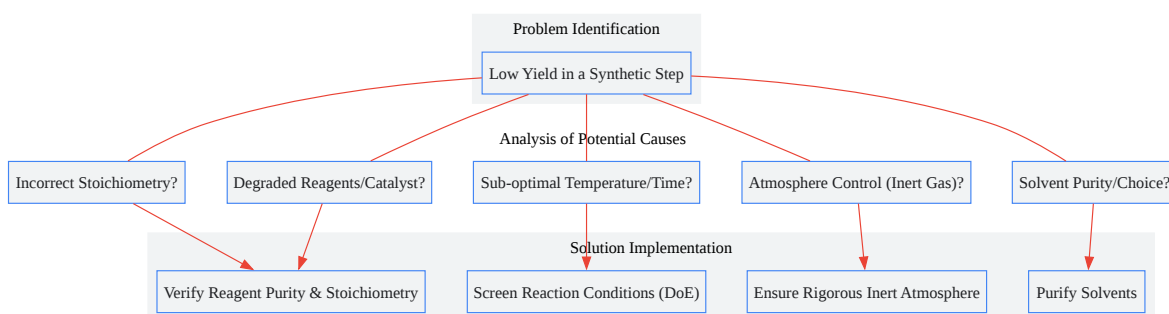 Problem Identification
Low Yield in a Synthetic Step
Analysis of Potential Causes
Incorrect Stoichiometry?
Degraded Reagents/Catalyst?
Sub-optimal Temperature/Time?
Atmosphere Control (Inert Gas)?
Solvent Purity/Choice?
Solution Implementation
Verify Reagent Purity & Stoichiometry
Screen Reaction Conditions (DoE)
Ensure Rigorous Inert Atmosphere
Purify Solvents